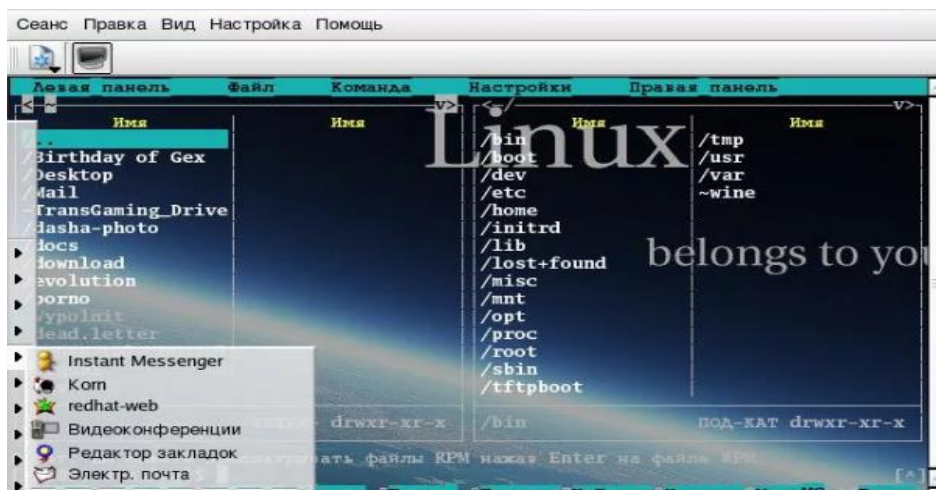 Сеанс Правка Вид Настройка Помощь
Левая панель Файл Команда Настройки Правая панель
<~ v> <-/ v>
Имя Имя Имя Имя
Linux
belongs to you
/..
/Birthday of Gex
/Desktop
/Mail
~TransGaming_Drive
/dasha-photo
/docs
/download
/evolution
/porno
dead.letter
/bin
/boot
/dev
/etc
/home
/initrd
/lib
/lost+found
/misc
/mnt
/opt
/proc
/root
/sbin
/tftpboot
/tmp
/usr
/var
~wine
drwxr-xr-x
/bin ПОД-КАТ drwxr-xr-x
файлы RPM нажав Enter на файле RPM.
[^]
Instant Messenger
Korn
redhat-web
Видеоконференции
Редактор закладок
Электр. почта